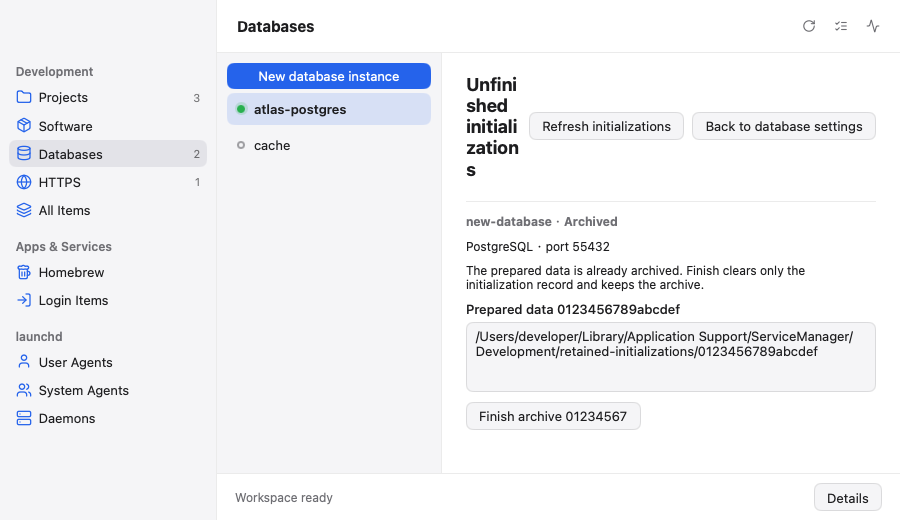 Databases
Development
Projects 3
Software
Databases 2
HTTPS 1
All Items
Apps & Services
Homebrew
Login Items
launchd
User Agents
System Agents
Daemons
New database instance
atlas-postgres
cache
Unfini
shed
initiali
zation
s
Refresh initializations
Back to database settings
new-database · Archived
PostgreSQL · port 55432
The prepared data is already archived. Finish clears only the
initialization record and keeps the archive.
Prepared data 0123456789abcdef
/Users/developer/Library/Application Support/ServiceManager/
Development/retained-initializations/0123456789abcdef
Finish archive 01234567
Workspace ready
Details